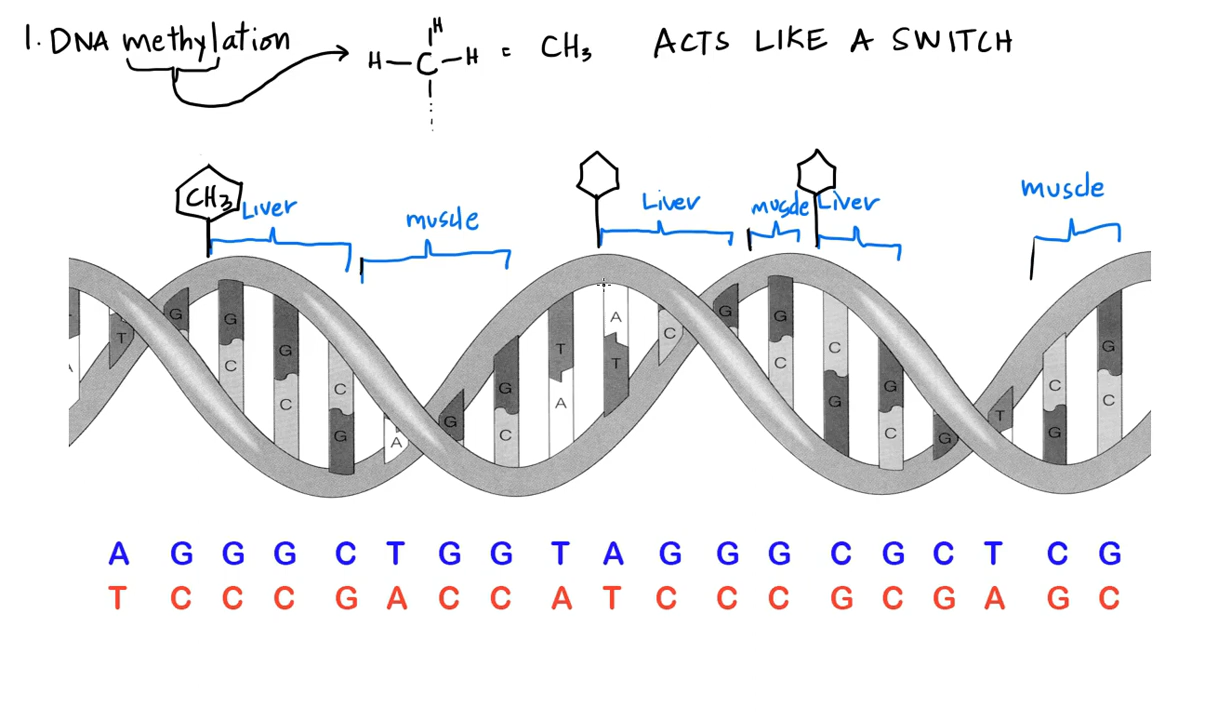 1. DNA methylation
H
H—C—H = CH3
ACTS LIKE A SWITCH
CH3
Liver
muscle
Liver
muscle
Liver
muscle
T
G
G
C
G
C
C
G
A
G
G
C
T
A
A
T
C
G
G
C
C
G
G
C
G
T
C
G
G
C
A G G G C T G G T A G G G C G C T C G
T C C C G A C C A T C C C G C G A G C